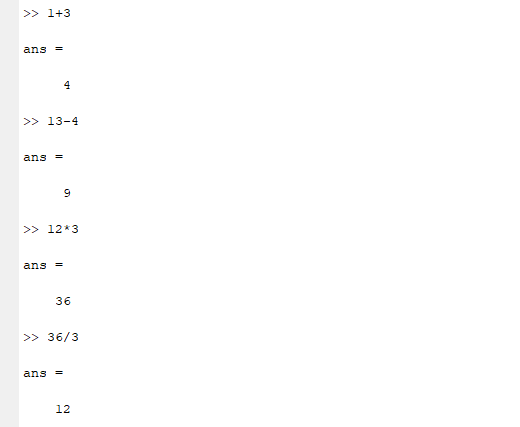 >> 1+3
ans =
4
>> 13-4
ans =
9
>> 12*3
ans =
36
>> 36/3
ans =
12